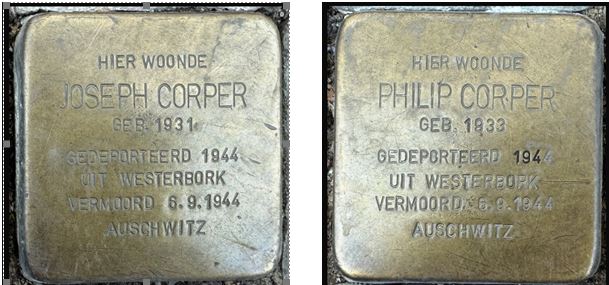 HIER WOONDE
JOSEPH CORPER
GEB. 1931
GEDEPORTEERD 1944
UIT WESTERBORK
VERMOORD 6.9.1944
AUSCHWITZ
HIER WOONDE
PHILIP CORPER
GEB. 1933
GEDEPORTEERD 1944
UIT WESTERBORK
VERMOORD 6.9.1944
AUSCHWITZ